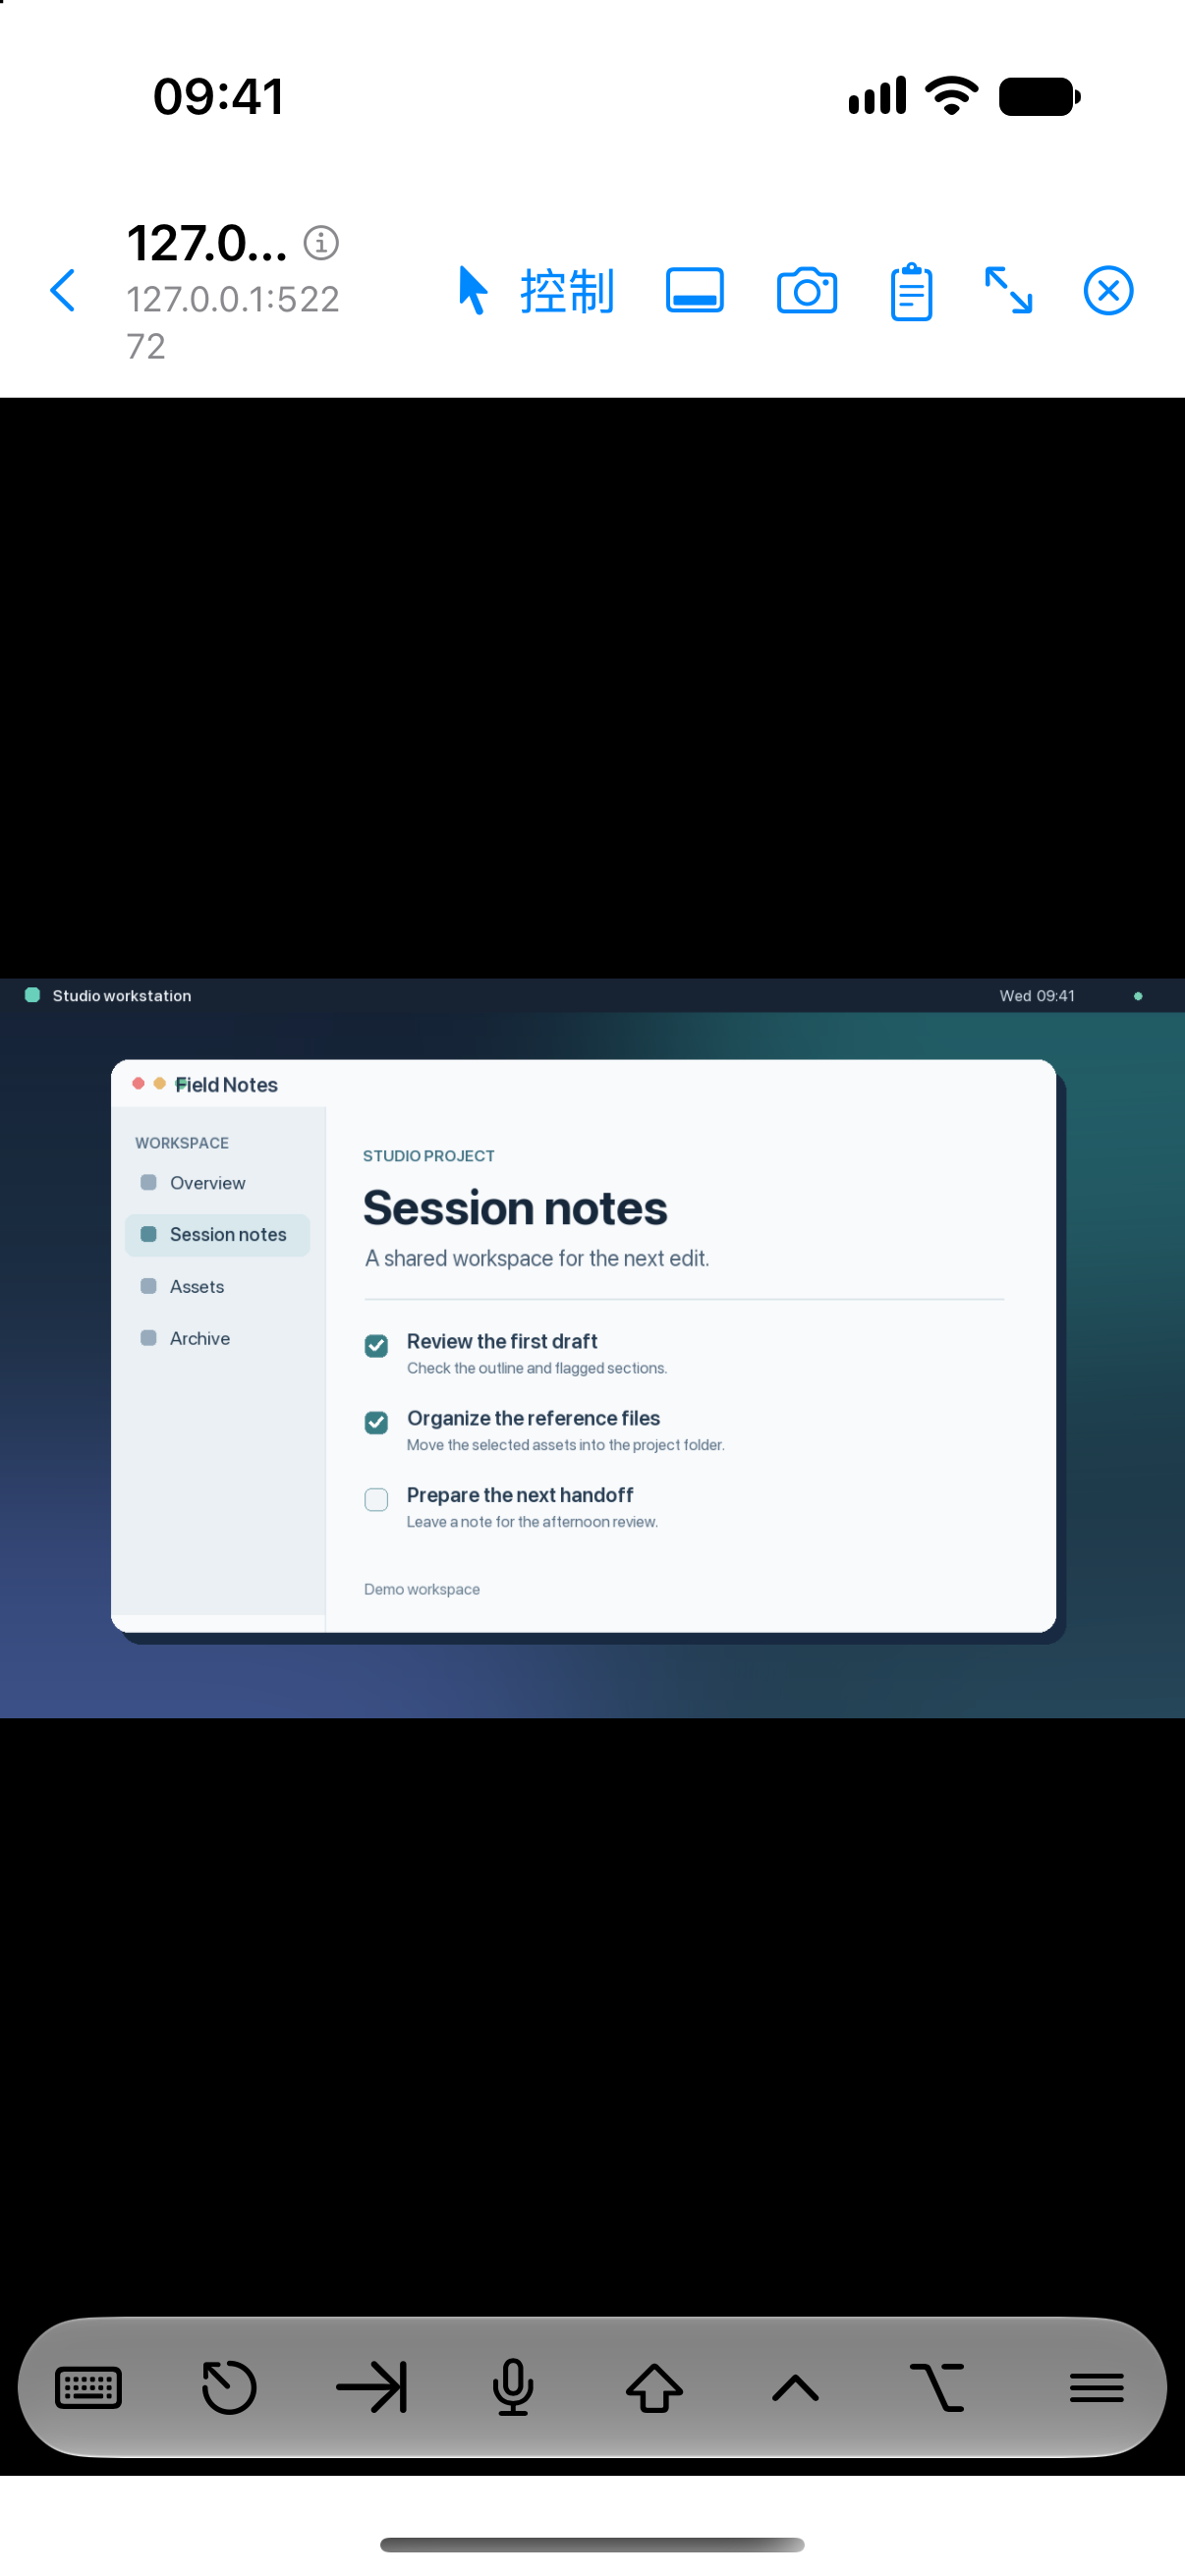 09:41
127.0...
127.0.0.1:522
72
控制
Studio workstation
Wed 09:41
Field Notes
WORKSPACE
Overview
Session notes
Assets
Archive
STUDIO PROJECT
Session notes
A shared workspace for the next edit.
Review the first draft
Check the outline and flagged sections.
Organize the reference files
Move the selected assets into the project folder.
Prepare the next handoff
Leave a note for the afternoon review.
Demo workspace